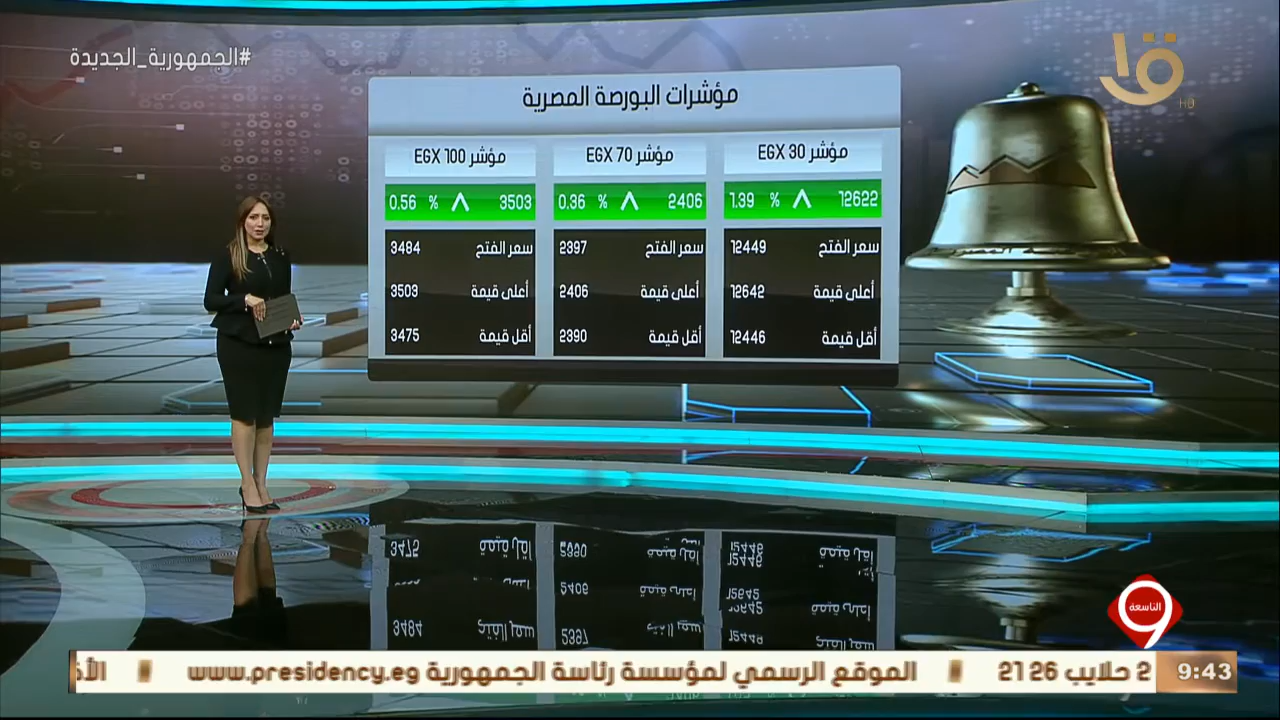 #الجمهورية_الجديدة
HD
مؤشرات البورصة المصرية
مؤشر EGX 30
12622 % 1.39
سعر الفتح 12449
أعلى قيمة 12642
أقل قيمة 12446
مؤشر EGX 70
2406 % 0.36
سعر الفتح 2397
أعلى قيمة 2406
أقل قيمة 2390
مؤشر EGX 100
3503 % 0.56
سعر الفتح 3484
أعلى قيمة 3503
أقل قيمة 3475
التاسعة
9
9:43
2 حلايب 26 21 الموقع الرسمي لمؤسسة رئاسة الجمهورية www.presidency.eg